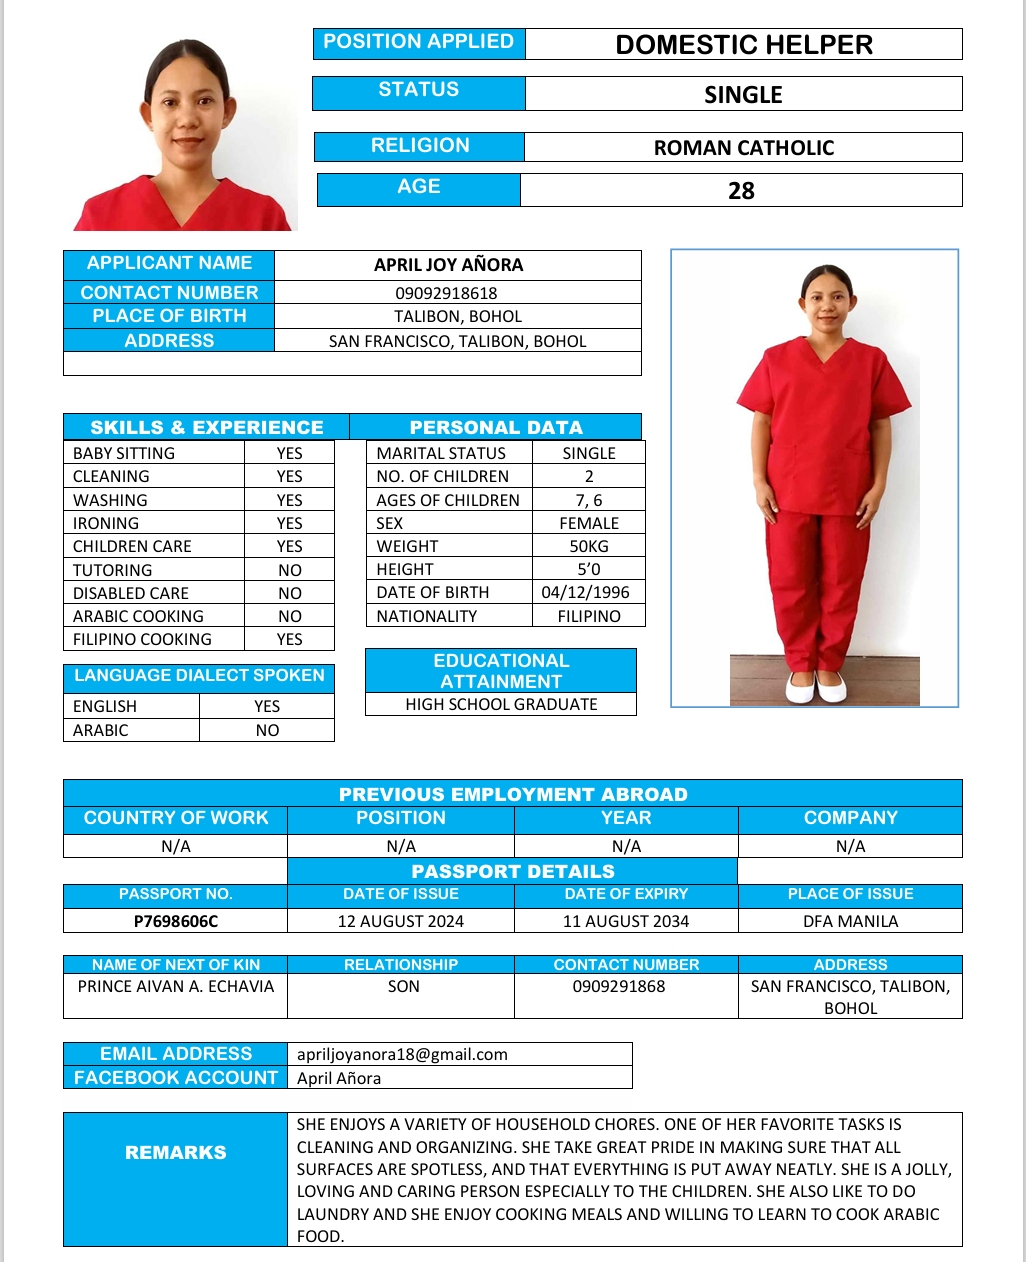 POSITION APPLIED DOMESTIC HELPER
STATUS SINGLE
RELIGION ROMAN CATHOLIC
AGE 28
APPLICANT NAME APRIL JOY AÑORA
CONTACT NUMBER 09092918618
PLACE OF BIRTH TALIBON, BOHOL
ADDRESS SAN FRANCISCO, TALIBON, BOHOL
SKILLS & EXPERIENCE PERSONAL DATA
BABY SITTING YES MARITAL STATUS SINGLE
CLEANING YES NO. OF CHILDREN 2
WASHING YES AGES OF CHILDREN 7, 6
IRONING YES SEX FEMALE
CHILDREN CARE YES WEIGHT 50KG
TUTORING NO HEIGHT 5’0
DISABLED CARE NO DATE OF BIRTH 04/12/1996
ARABIC COOKING NO NATIONALITY FILIPINO
FILIPINO COOKING YES
LANGUAGE DIALECT SPOKEN
ENGLISH YES
ARABIC NO
EDUCATIONAL
ATTAINMENT
HIGH SCHOOL GRADUATE
PREVIOUS EMPLOYMENT ABROAD
COUNTRY OF WORK POSITION YEAR COMPANY
N/A N/A N/A N/A
PASSPORT DETAILS
PASSPORT NO. DATE OF ISSUE DATE OF EXPIRY PLACE OF ISSUE
P7698606C 12 AUGUST 2024 11 AUGUST 2034 DFA MANILA
NAME OF NEXT OF KIN RELATIONSHIP CONTACT NUMBER ADDRESS
PRINCE AIVAN A. ECHAVIA SON 0909291868 SAN FRANCISCO, TALIBON,
BOHOL
EMAIL ADDRESS apriljoyanora18@gmail.com
FACEBOOK ACCOUNT April Añora
REMARKS
SHE ENJOYS A VARIETY OF HOUSEHOLD CHORES. ONE OF HER FAVORITE TASKS IS
CLEANING AND ORGANIZING. SHE TAKE GREAT PRIDE IN MAKING SURE THAT ALL
SURFACES ARE SPOTLESS, AND THAT EVERYTHING IS PUT AWAY NEATLY. SHE IS A JOLLY,
LOVING AND CARING PERSON ESPECIALLY TO THE CHILDREN. SHE ALSO LIKE TO DO
LAUNDRY AND SHE ENJOY COOKING MEALS AND WILLING TO LEARN TO COOK ARABIC
FOOD.